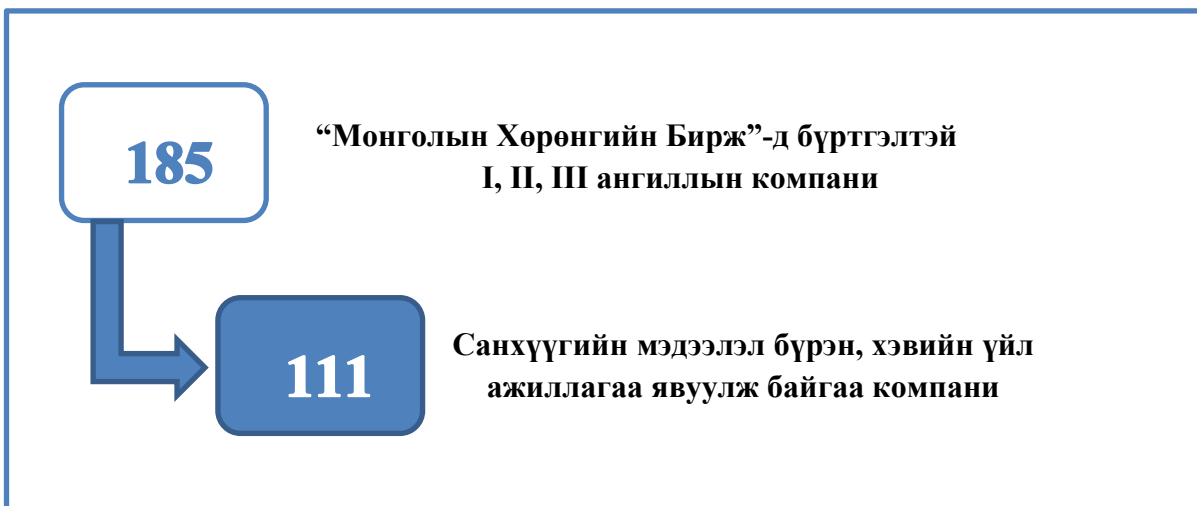 185
“Монголын Хөрөнгийн Бирж”-д бүртгэлтэй
I, II, III ангиллын компани
111
Санхүүгийн мэдээлэл бүрэн, хэвийн үйл
ажиллагаа явуулж байгаа компани